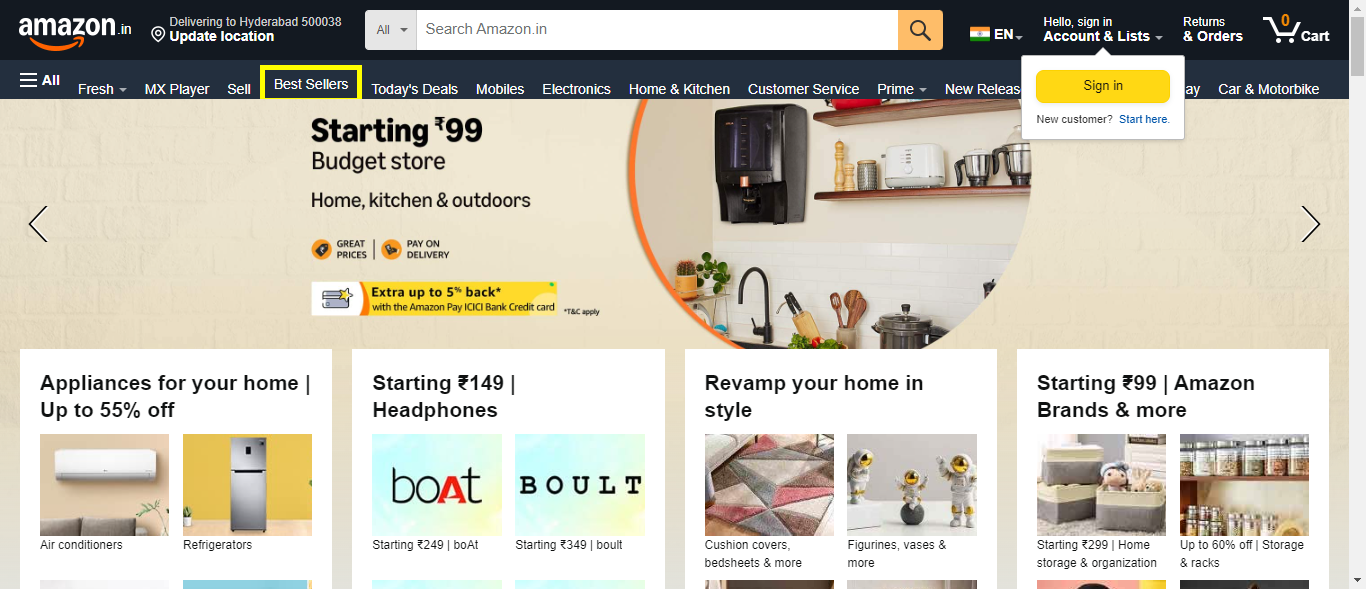 amazon.in
Delivering to Hyderabad 500038
Update location
All
Search Amazon.in
EN
Hello, sign in
Account & Lists
Returns
& Orders
0
Cart
All
Fresh
MX Player
Sell
Best Sellers
Today's Deals
Mobiles
Electronics
Home & Kitchen
Customer Service
Prime
New Releas
ay
Car & Motorbike
Sign in
New customer? Start here.
Starting ₹99
Budget store
Home, kitchen & outdoors
GREAT
PRICES
PAY ON
DELIVERY
Extra up to 5% back*
with the Amazon Pay ICICI Bank Credit card
*T&C apply
Appliances for your home |
Up to 55% off
Air conditioners
Refrigerators
Starting ₹149 |
Headphones
boAt
BOULT
Starting ₹249 | boAt
Starting ₹349 | boult
Revamp your home in
style
Cushion covers,
bedsheets & more
Figurines, vases &
more
Starting ₹99 | Amazon
Brands & more
Starting ₹299 | Home
storage & organization
Up to 60% off | Storage
& racks